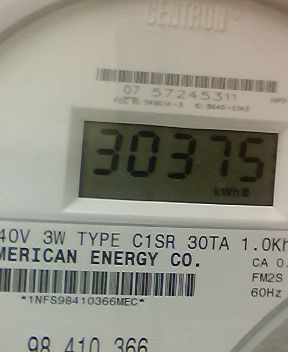 CENTRON
07 57245311
30375
kWh
40V 3W TYPE C1SR 30TA 1.0Kh
MERICAN ENERGY CO.
CA 0.
FM2S
60Hz
*1NFS98410366MEC*
98 410 366